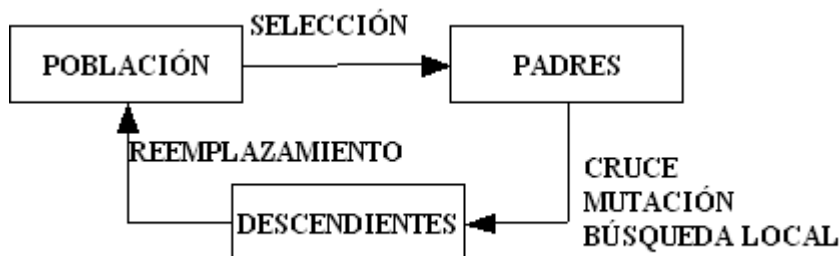 SELECCIÓN
POBLACIÓN
PADRES
REEMPLAZAMIENTO
CRUCE
MUTACIÓN
BÚSQUEDA LOCAL
DESCENDIENTES